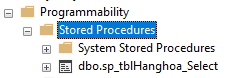 Programmability
Stored Procedures
System Stored Procedures
dbo.sp_tblHanghoa_Select